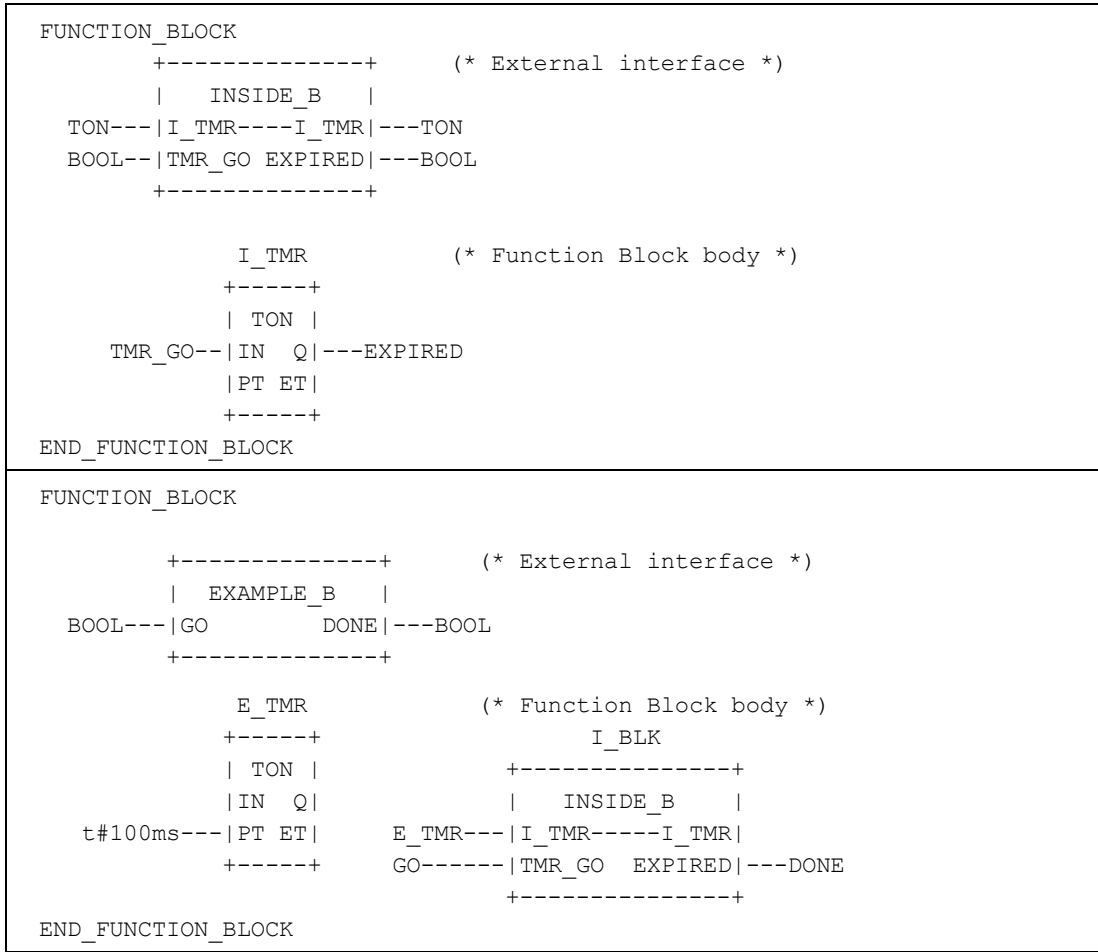 FUNCTION_BLOCK
        +--------------+     (* External interface *)
        |   INSIDE_B   |
  TON---|I_TMR----I_TMR|---TON
  BOOL--|TMR_GO EXPIRED|---BOOL
        +--------------+
              I_TMR          (* Function Block body *)
             +-----+
             | TON |
     TMR_GO--|IN  Q|---EXPIRED
             |PT ET|
             +-----+
END_FUNCTION_BLOCK
FUNCTION_BLOCK
         +--------------+      (* External interface *)
         |  EXAMPLE_B   |
  BOOL---|GO        DONE|---BOOL
         +--------------+
              E_TMR            (* Function Block body *)
             +-----+                   I_BLK
             | TON |             +---------------+
             |IN  Q|             |   INSIDE_B    |
   t#100ms---|PT ET|     E_TMR---|I_TMR-----I_TMR|
             +-----+     GO------|TMR_GO  EXPIRED|---DONE
                                 +---------------+
END_FUNCTION_BLOCK